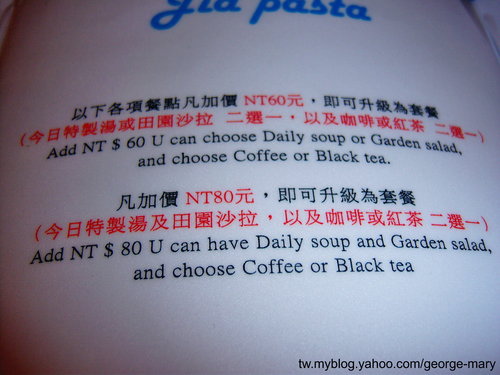 Jia pasta
以下各項餐點凡加價 NT60元，即可升級為套餐
(今日特製湯或田園沙拉 二選一，以及咖啡或紅茶 二選一)
Add NT $ 60 U can choose Daily soup or Garden salad,
and choose Coffee or Black tea.
凡加價 NT80元，即可升級為套餐
(今日特製湯及田園沙拉，以及咖啡或紅茶 二選一)
Add NT $ 80 U can have Daily soup and Garden salad,
and choose Coffee or Black tea
tw.myblog.yahoo.com/george-mary